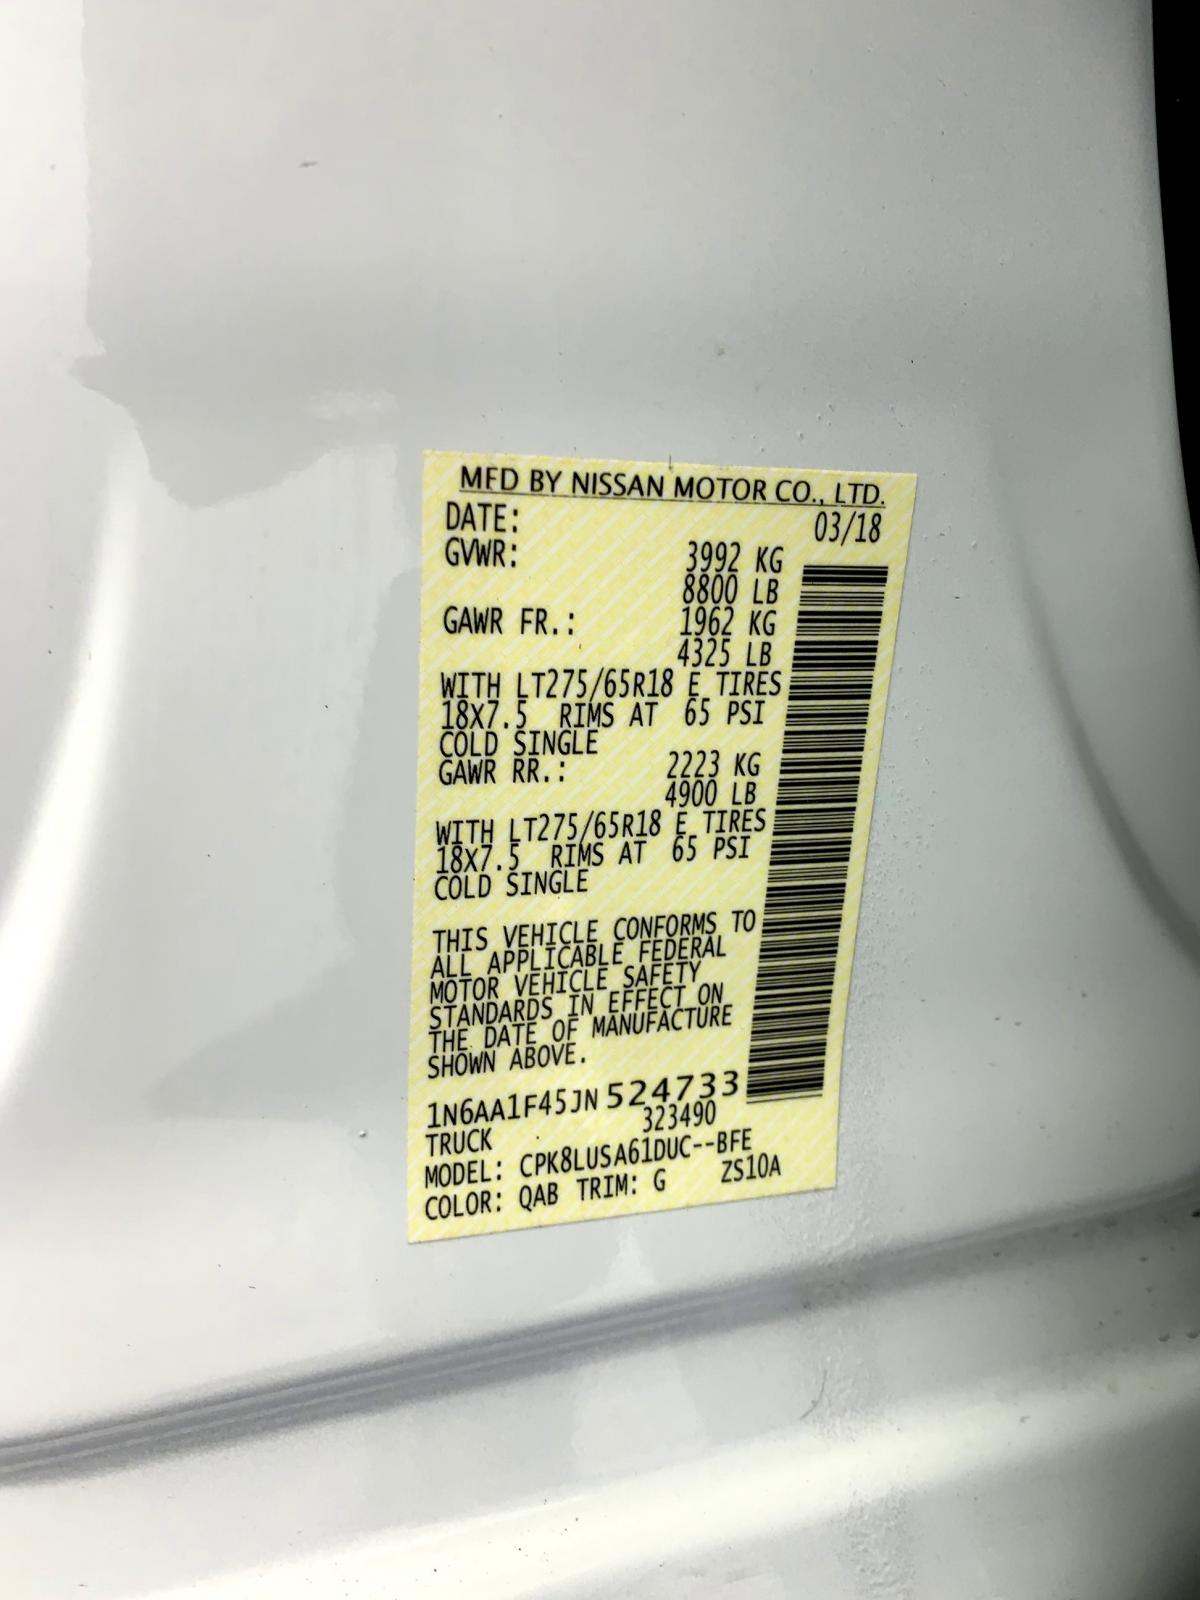 MFD BY NISSAN MOTOR CO., LTD.
DATE: 03/18
GVWR: 3992 KG
8800 LB
GAWR FR.: 1962 KG
4325 LB
WITH LT275/65R18 E TIRES
18X7.5 RIMS AT 65 PSI
COLD SINGLE
GAWR RR.: 2223 KG
4900 LB
WITH LT275/65R18 E TIRES
18X7.5 RIMS AT 65 PSI
COLD SINGLE
THIS VEHICLE CONFORMS TO
ALL APPLICABLE FEDERAL
MOTOR VEHICLE SAFETY
STANDARDS IN EFFECT ON
THE DATE OF MANUFACTURE
SHOWN ABOVE.
1N6AA1F45JN 524733
TRUCK 323490
MODEL: CPK8LUSA61DUC--BFE
COLOR: QAB TRIM: G ZS10A